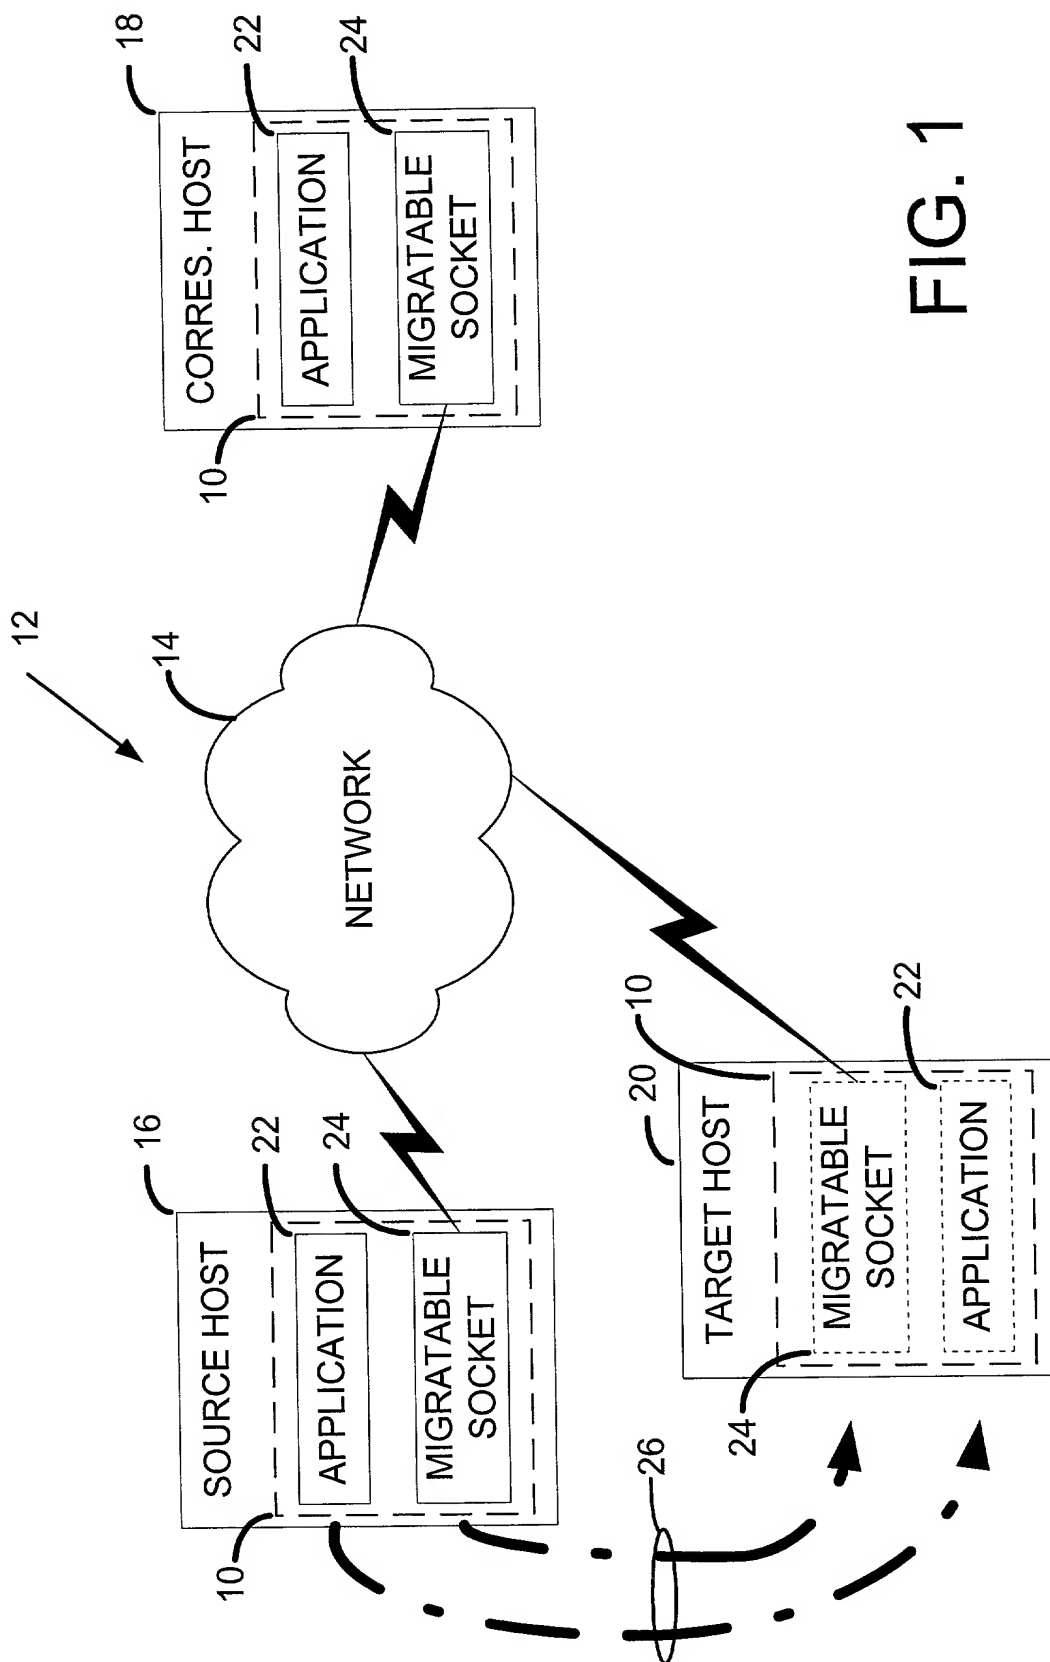 12
14
NETWORK
16
SOURCE HOST
10
22
APPLICATION
24
MIGRATABLE
SOCKET
18
CORRES. HOST
10
22
APPLICATION
24
MIGRATABLE
SOCKET
20
TARGET HOST
10
24
MIGRATABLE
SOCKET
22
APPLICATION
26
FIG. 1